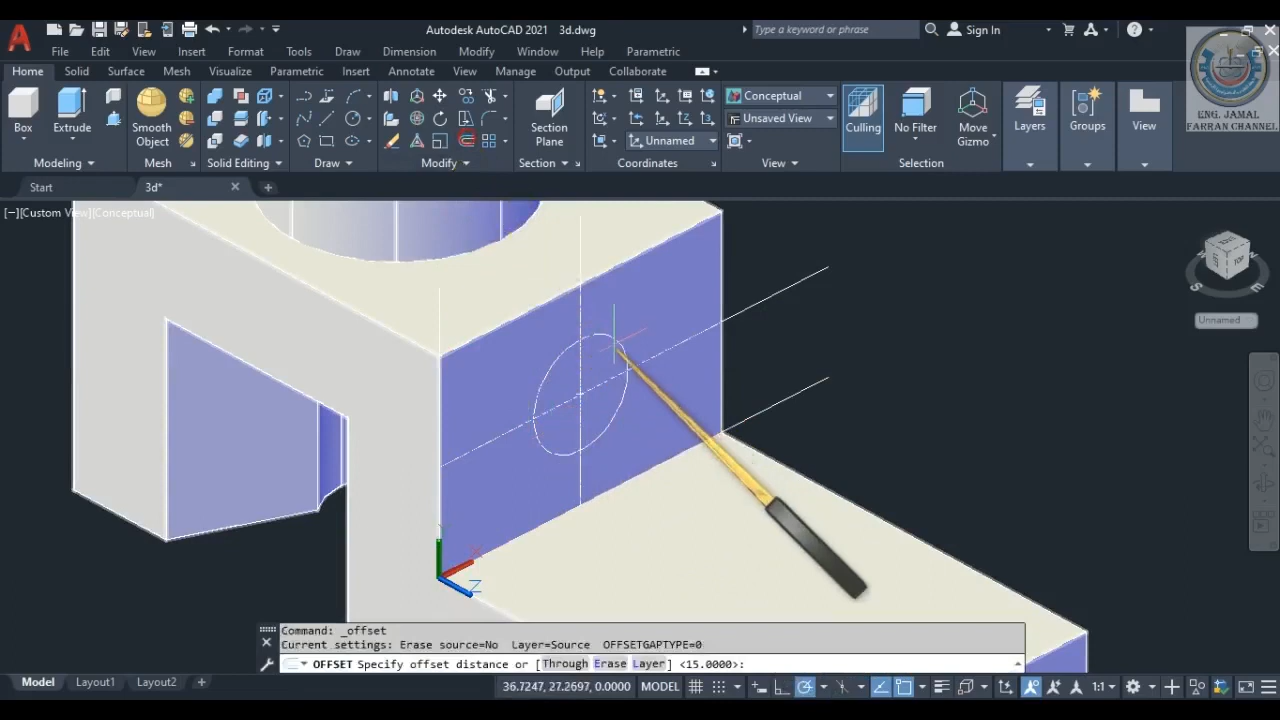 Autodesk AutoCAD 2021 3d.dwg
Type a keyword or phrase
Sign In
File Edit View Insert Format Tools Draw Dimension Modify Window Help Parametric
Home Solid Surface Mesh Visualize Parametric Insert Annotate View Manage Output Collaborate
ENG. JAMAL
FARRAN CHANNEL
Box
Extrude
Smooth
Object
Section
Plane
Unnamed
Conceptual
Unsaved View
Culling
No Filter
Move
Gizmo
Layers
Groups
View
Modeling
Mesh
Solid Editing
Draw
Modify
Section
Coordinates
View
Selection
Start
3d*
[−][Custom View][Conceptual]
TOP
S
E
Unnamed
Y
X
Z
Command: _offset
Current settings: Erase source=No Layer=Source OFFSETGAPTYPE=0
OFFSET Specify offset distance or [Through Erase Layer] <15.0000>:
Model Layout1 Layout2
36.7247, 27.2697, 0.0000 MODEL
1:1